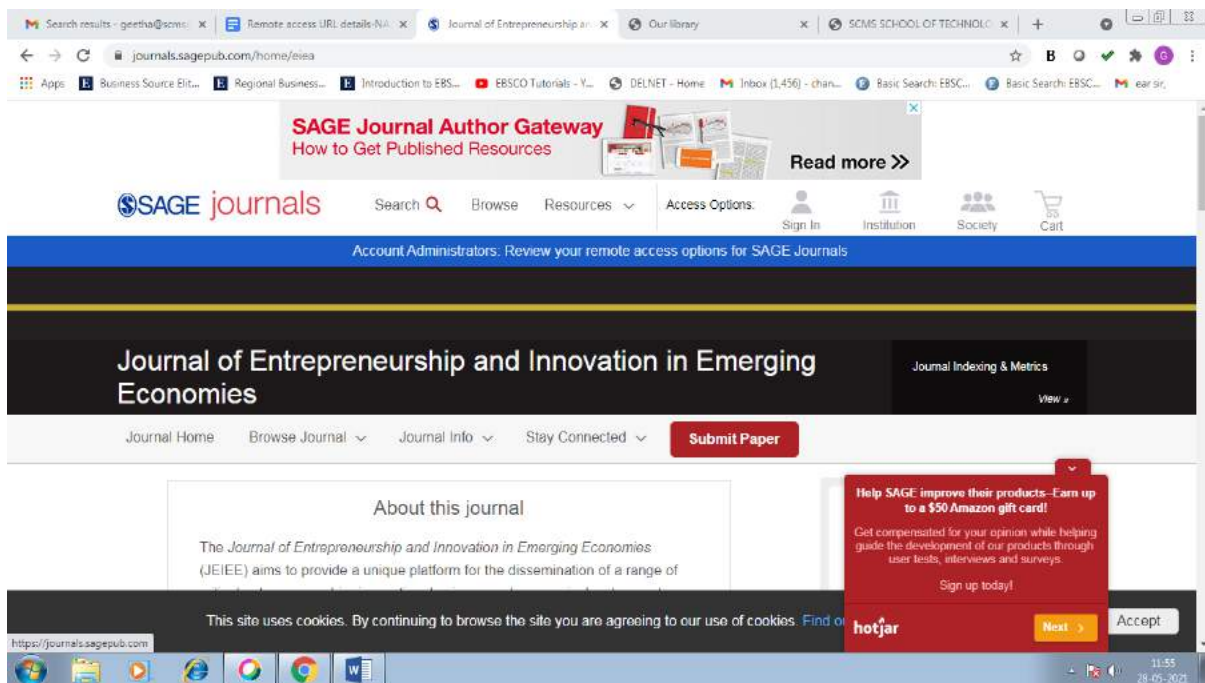 Search results - geetha@scms
Remote access URL details-NA
Journal of Entrepreneurship an
Our library
SCMS SCHOOL OF TECHNOLO
journals.sagepub.com/home/eiea
B
G
Apps
Business Source Elit...
Regional Business...
Introduction to EBS...
EBSCO Tutorials - Y...
DELNET - Home
Inbox (1,456) - chan...
Basic Search: EBSC...
Basic Search: EBSC...
ear sir,
SAGE Journal Author Gateway
How to Get Published Resources
Read more >>
SAGE journals
Search
Browse
Resources
Access Options:
Sign In
Institution
Society
Cart
Account Administrators: Review your remote access options for SAGE Journals
Journal of Entrepreneurship and Innovation in Emerging
Economies
Journal Indexing & Metrics
View »
Journal Home
Browse Journal
Journal Info
Stay Connected
Submit Paper
About this journal
The Journal of Entrepreneurship and Innovation in Emerging Economies
(JEIEE) aims to provide a unique platform for the dissemination of a range of
Help SAGE improve their products–Earn up
to a $50 Amazon gift card!
Get compensated for your opinion while helping
guide the development of our products through
user tests, interviews and surveys.
Sign up today!
hotjar
Next >
This site uses cookies. By continuing to browse the site you are agreeing to our use of cookies. Find o
Accept
https://journals.sagepub.com
11:55
28-05-2021